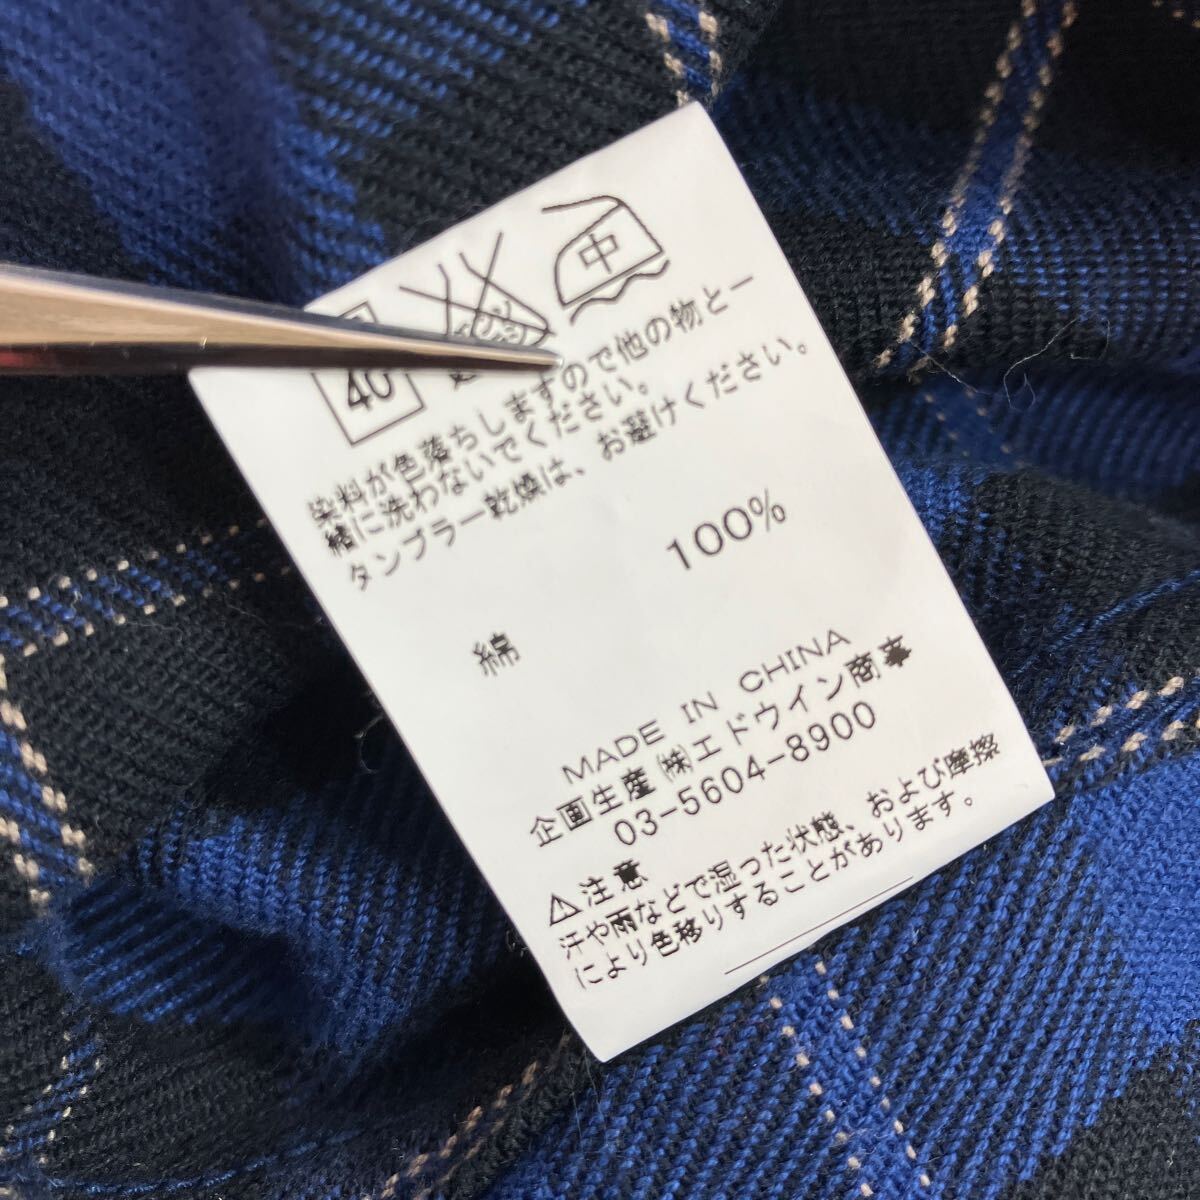 40
中
染料が色落ちしますので他の物と一
緒に洗わないでください。
タンブラー乾燥は、お避けください。
綿 100%
MADE IN CHINA
企画生産 ㈱エドウイン商事
03-5604-8900
⚠注意
汗や雨などで湿った状態、および摩擦
により色移りすることがあります。